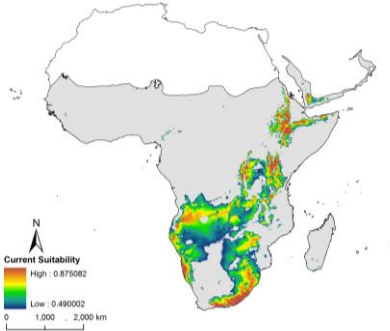 N
Current Suitability
High : 0.875082
Low : 0.490002
0 1,000 2,000 km